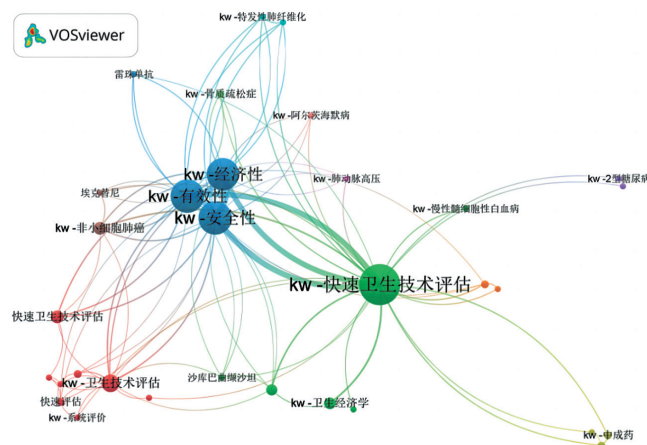 VOSviewer
kw-特发性肺纤维化
雷珠单抗
kw-骨质疏松症
kw-阿尔茨海默病
kw-经济性
kw-肺动脉高压
kw-2型糖尿病
埃克替尼
kw-有效性
kw-慢性髓细胞性白血病
kw-安全性
kw-非小细胞肺癌
kw-快速卫生技术评估
快速卫生技术评估
沙库巴曲缬沙坦
kw-卫生技术评估
快速评估
kw-卫生经济学
kw-系统评价
kw-中成药